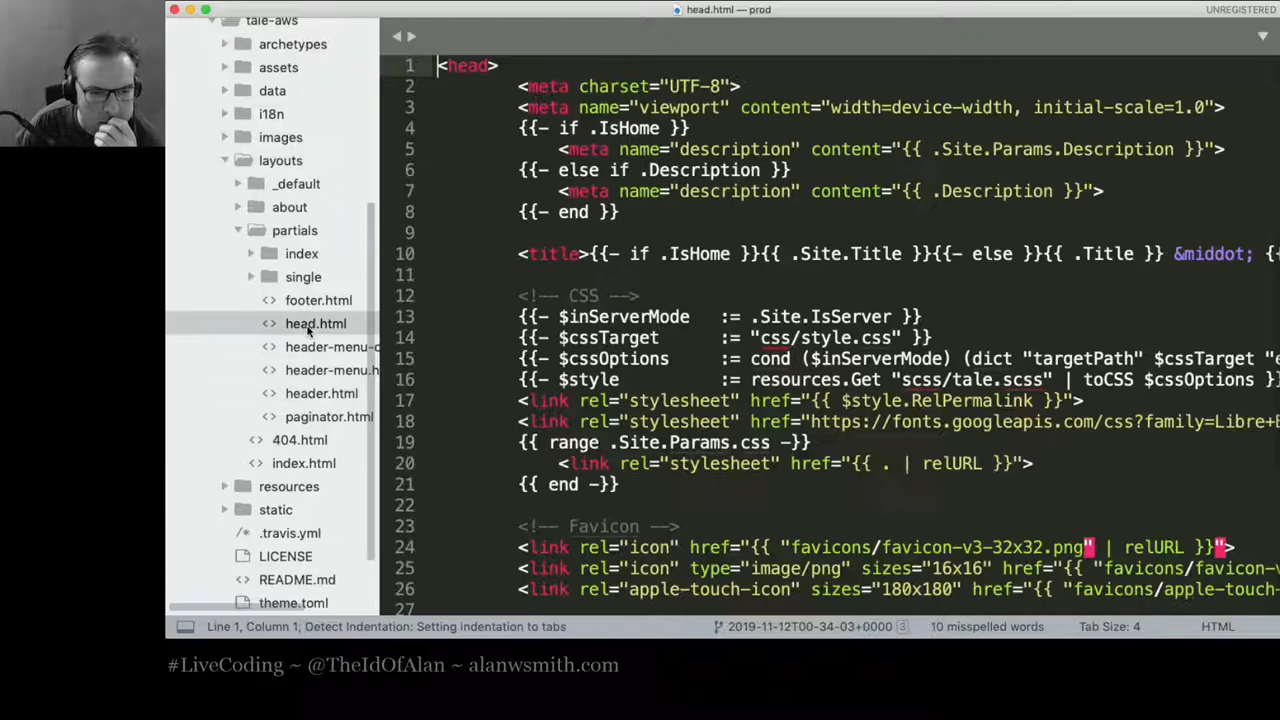 head.html — prod
UNREGISTERED
tale-aws
archetypes
assets
data
i18n
images
layouts
_default
about
partials
index
single
footer.html
head.html
header-menu-c
header-menu.h
header.html
paginator.html
404.html
index.html
resources
static
.travis.yml
LICENSE
README.md
theme.toml
1 <head>
2 <meta charset="UTF-8">
3 <meta name="viewport" content="width=device-width, initial-scale=1.0">
4 {{- if .IsHome }}
5 <meta name="description" content="{{ .Site.Params.Description }}">
6 {{- else if .Description }}
7 <meta name="description" content="{{ .Description }}">
8 {{- end }}
9
10 <title>{{- if .IsHome }}{{ .Site.Title }}{{- else }}{{ .Title }} &middot; {{
11
12 <!-- CSS -->
13 {{- $inServerMode := .Site.IsServer }}
14 {{- $cssTarget := "css/style.css" }}
15 {{- $cssOptions := cond ($inServerMode) (dict "targetPath" $cssTarget "e
16 {{- $style := resources.Get "scss/tale.scss" | toCSS $cssOptions }}
17 <link rel="stylesheet" href="{{ $style.RelPermalink }}">
18 <link rel="stylesheet" href="https://fonts.googleapis.com/css?family=Libre+B
19 {{ range .Site.Params.css -}}
20 <link rel="stylesheet" href="{{ . | relURL }}">
21 {{ end -}}
22
23 <!-- Favicon -->
24 <link rel="icon" href="{{ "favicons/favicon-v3-32x32.png" | relURL }}">
25 <link rel="icon" type="image/png" sizes="16x16" href="{{ "favicons/favicon-v
26 <link rel="apple-touch-icon" sizes="180x180" href="{{ "favicons/apple-touch-
27
Line 1, Column 1; Detect Indentation: Setting indentation to tabs
2019-11-12T00-34-03+0000 3
10 misspelled words
Tab Size: 4
HTML
#LiveCoding ~ @TheIdOfAlan ~ alanwsmith.com